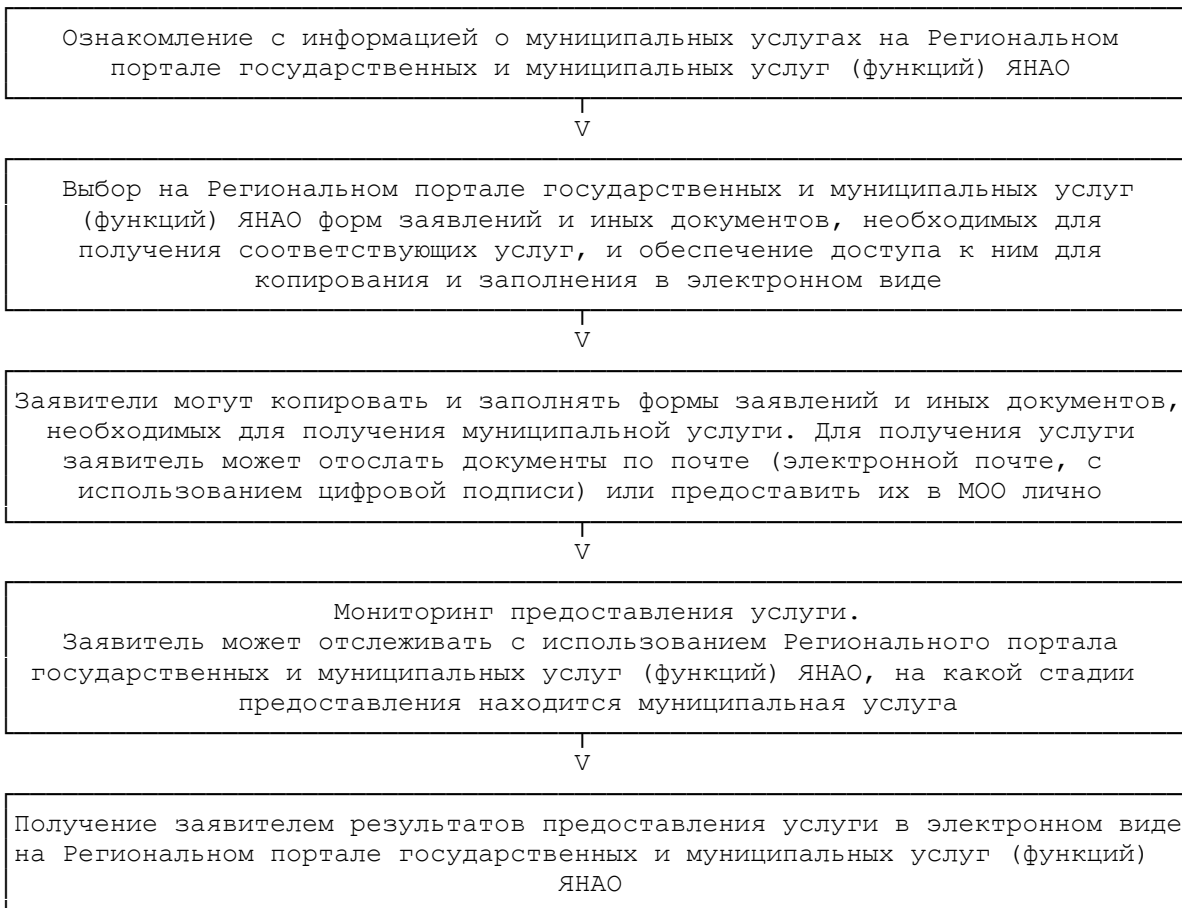 Ознакомление с информацией о муниципальных услугах на Региональном
портале государственных и муниципальных услуг (функций) ЯНАО
V
Выбор на Региональном портале государственных и муниципальных услуг
(функций) ЯНАО форм заявлений и иных документов, необходимых для
получения соответствующих услуг, и обеспечение доступа к ним для
копирования и заполнения в электронном виде
V
Заявители могут копировать и заполнять формы заявлений и иных документов,
необходимых для получения муниципальной услуги. Для получения услуги
заявитель может отослать документы по почте (электронной почте, с
использованием цифровой подписи) или предоставить их в МОО лично
V
Мониторинг предоставления услуги.
Заявитель может отслеживать с использованием Регионального портала
государственных и муниципальных услуг (функций) ЯНАО, на какой стадии
предоставления находится муниципальная услуга
V
Получение заявителем результатов предоставления услуги в электронном виде
на Региональном портале государственных и муниципальных услуг (функций)
ЯНАО